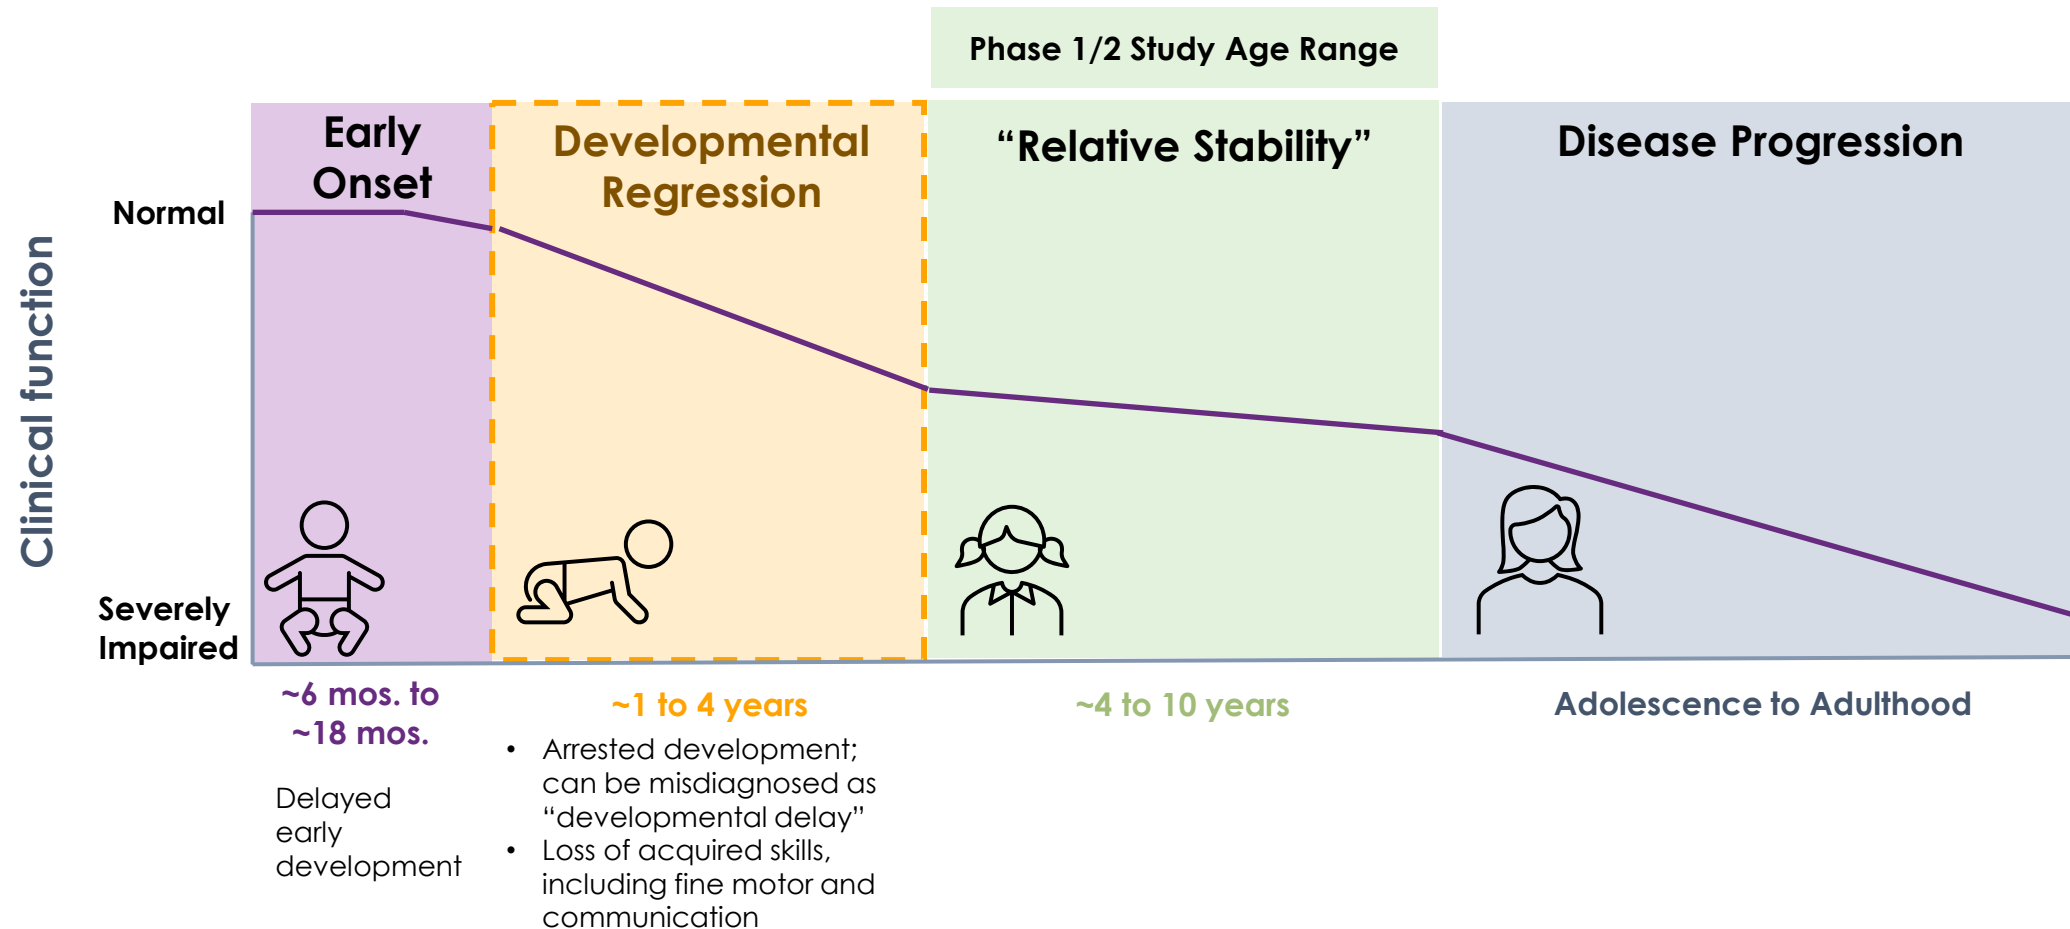 Phase 1/2 Study Age Range
Early
Onset
Developmental
Regression
“Relative Stability”
Disease Progression
Clinical function
Normal
Severely
Impaired
~6 mos. to
~18 mos.
Delayed
early
development
~1 to 4 years
• Arrested development;
can be misdiagnosed as
“developmental delay”
• Loss of acquired skills,
including fine motor and
communication
~4 to 10 years
Adolescence to Adulthood